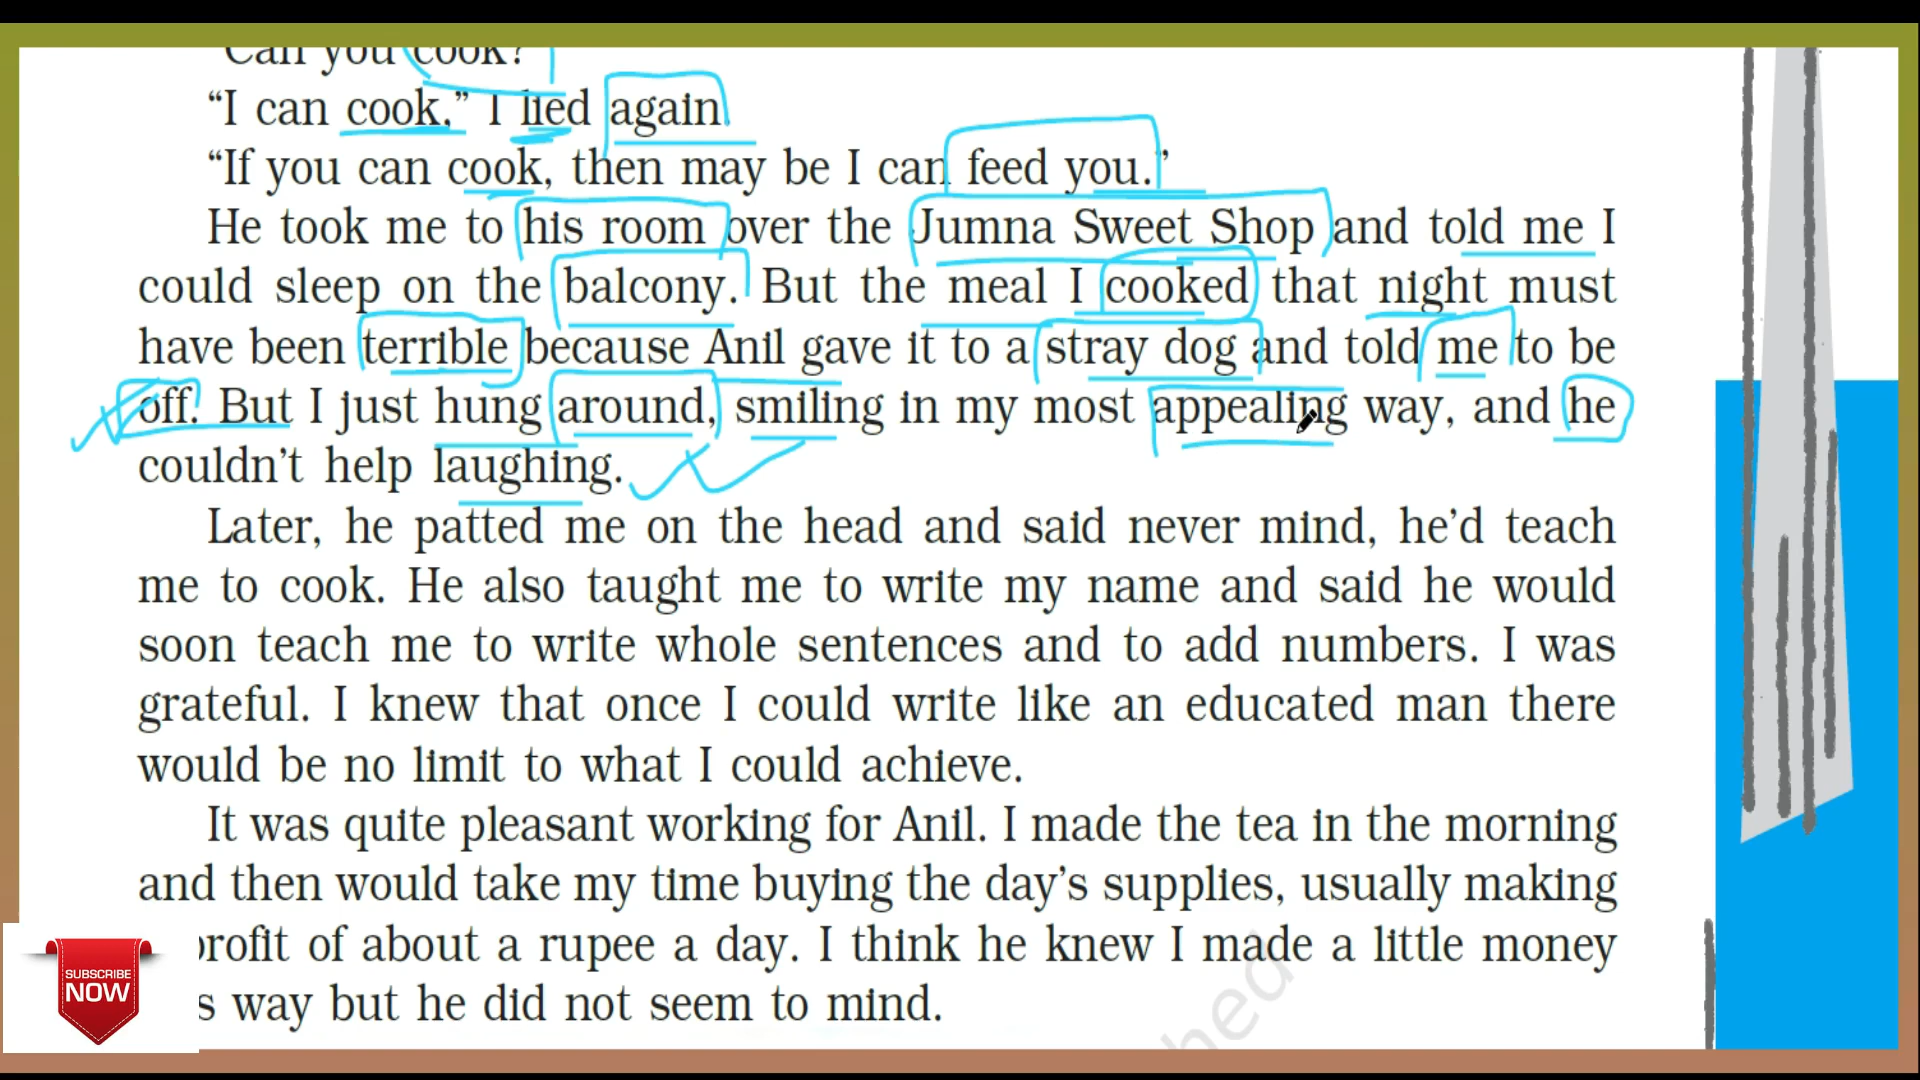 "Can you cook?
"I can cook," I lied again.
"If you can cook, then may be I can feed you."
He took me to his room over the Jumna Sweet Shop and told me I
could sleep on the balcony. But the meal I cooked that night must
have been terrible because Anil gave it to a stray dog and told me to be
off. But I just hung around, smiling in my most appealing way, and he
couldn't help laughing.
Later, he patted me on the head and said never mind, he'd teach
me to cook. He also taught me to write my name and said he would
soon teach me to write whole sentences and to add numbers. I was
grateful. I knew that once I could write like an educated man there
would be no limit to what I could achieve.
It was quite pleasant working for Anil. I made the tea in the morning
and then would take my time buying the day's supplies, usually making
profit of about a rupee a day. I think he knew I made a little money
s way but he did not seem to mind.
SUBSCRIBE
NOW
hed